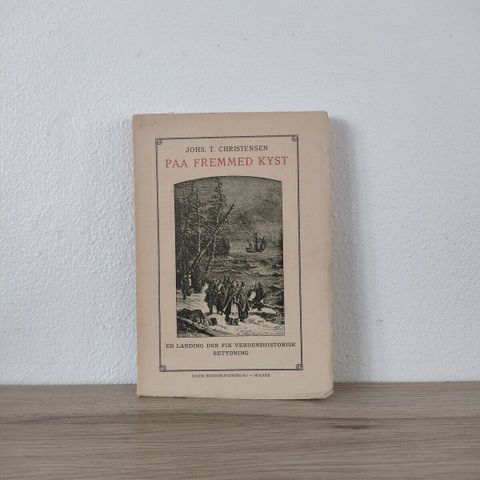 JOHS. T. CHRISTENSEN
PAA FREMMED KYST
EN LANDING DER FIK VERDENSHISTORISK
BETYDNING